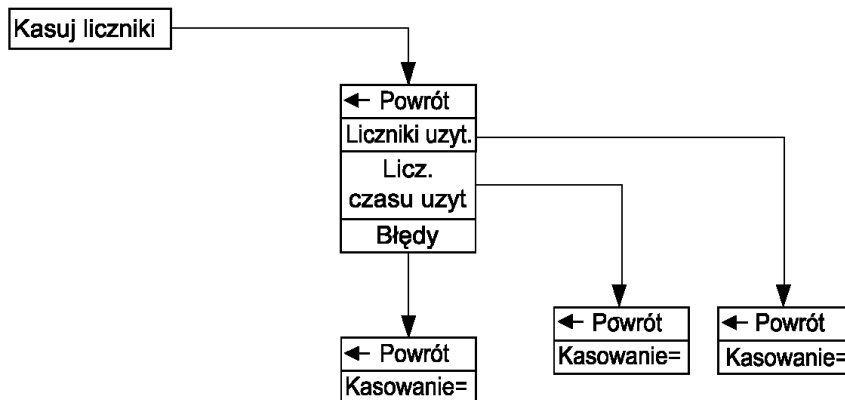 Kasuj liczniki
← Powrót
Liczniki uzyt.
Licz.
czasu uzyt
Błędy
← Powrót
Kasowanie=
← Powrót
Kasowanie=
← Powrót
Kasowanie=